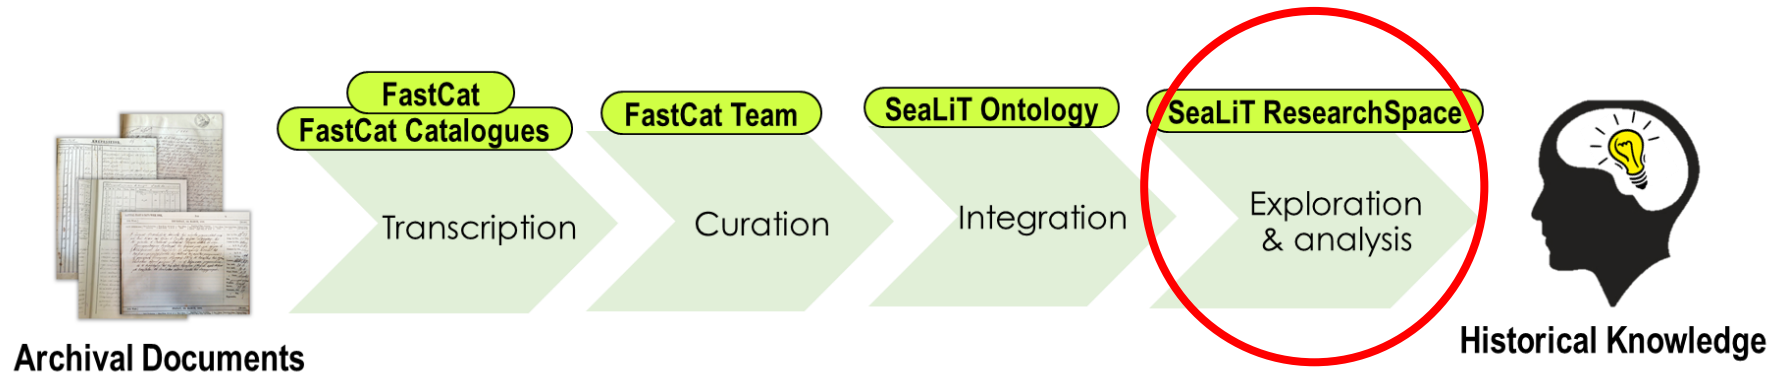 FastCat
FastCat Catalogues
FastCat Team
SeaLiT Ontology
SeaLiT ResearchSpace
Transcription
Curation
Integration
Exploration
& analysis
Archival Documents
Historical Knowledge